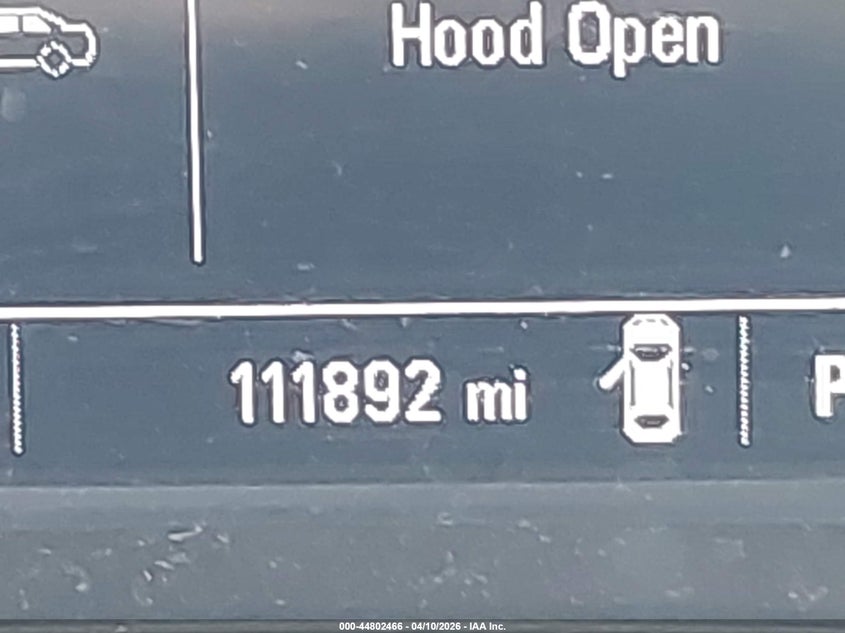 Hood Open
111892 mi
P
000-44802466 - 04/10/2026 - IAA Inc.